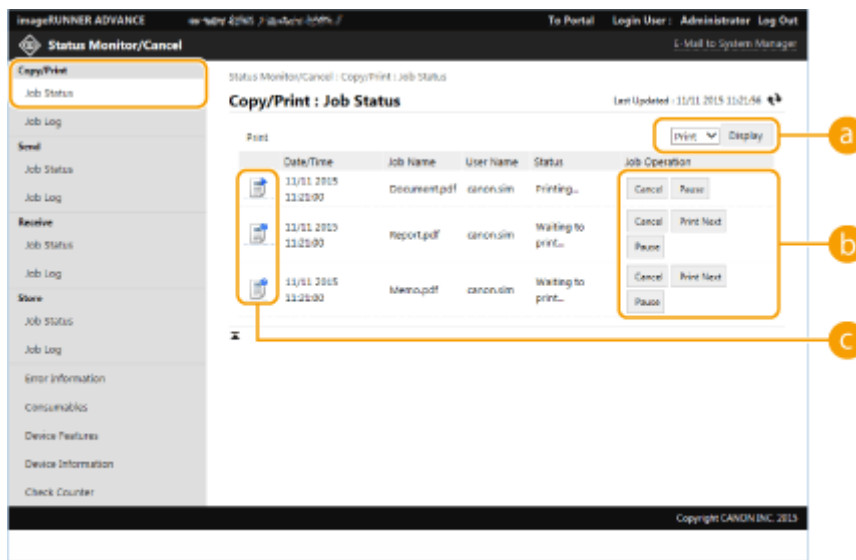 imageRUNNER ADVANCE To Portal Login User : Administrator Log Out
Status Monitor/Cancel E-Mail to System Manager
Copy/Print
Job Status
Job Log
Send
Job Status
Job Log
Receive
Job Status
Job Log
Store
Job Status
Job Log
Error Information
Consumables
Device Features
Device Information
Check Counter
Status Monitor/Cancel : Copy/Print : Job Status
Copy/Print : Job Status Last Updated : 11/11 2015 11:21:56
Print Print Display
Date/Time Job Name User Name Status Job Operation
11/11 2015 11:21:00 Document.pdf canon.sim Printing... Cancel Pause
11/11 2015 11:21:00 Report.pdf canon.sim Waiting to print... Cancel Print Next Pause
11/11 2015 11:21:00 Memo.pdf canon.sim Waiting to print... Cancel Print Next Pause
a
b
c
Copyright CANON INC. 2015